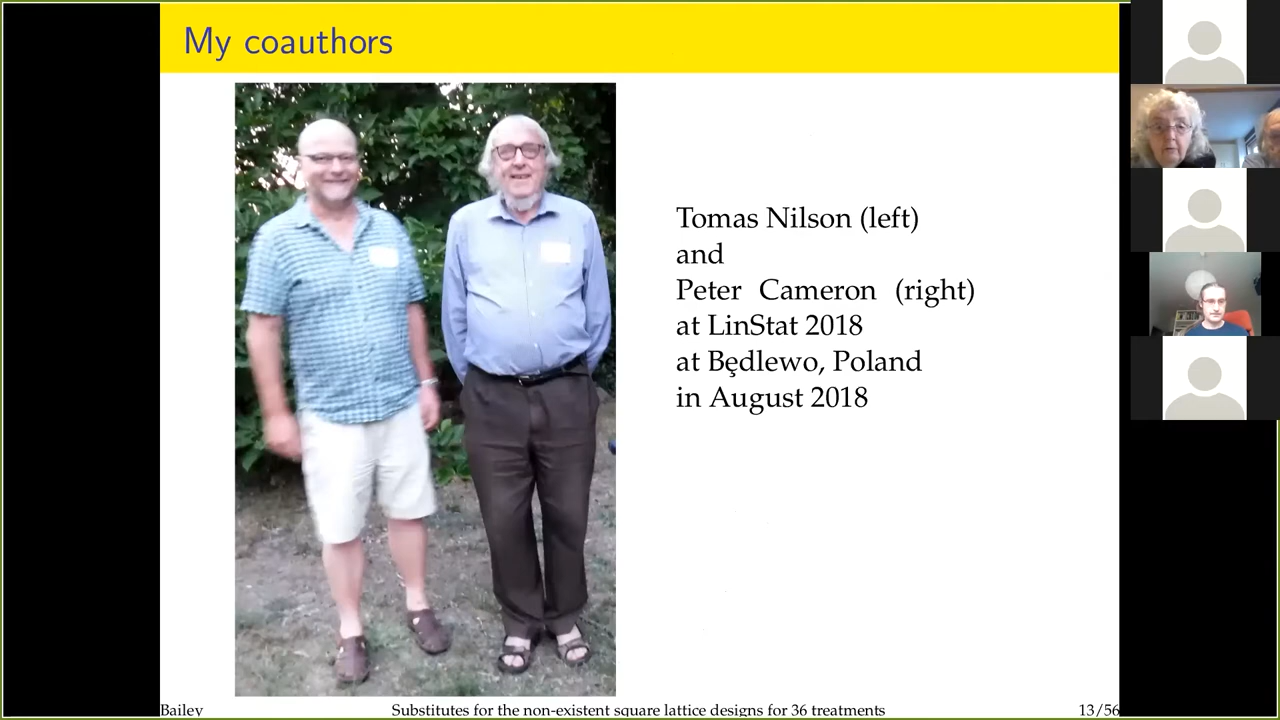 My coauthors
Tomas Nilson (left)
and
Peter Cameron (right)
at LinStat 2018
at Będlewo, Poland
in August 2018
Bailey
Substitutes for the non-existent square lattice designs for 36 treatments
13/56